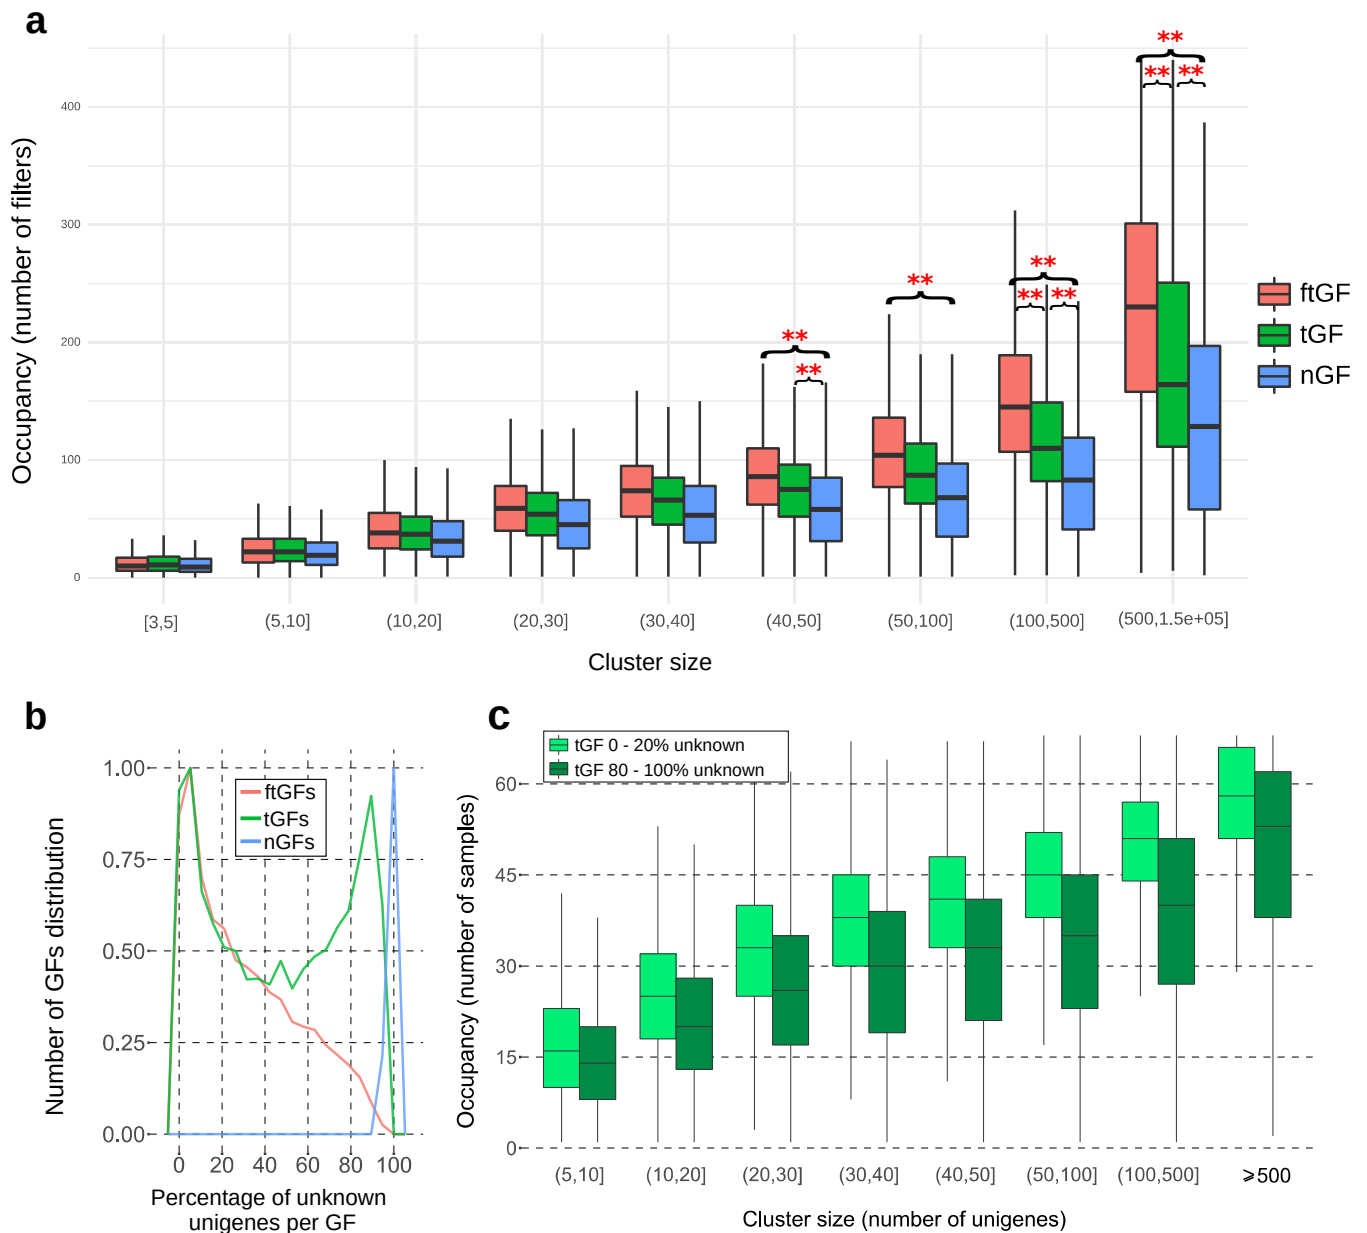 a
Occupancy (number of filters)
400
300
200
100
0
**
** **
**
** **
**
**
**
ftGF
tGF
nGF
[3,5] (5,10] (10,20] (20,30] (30,40] (40,50] (50,100] (100,500] (500,1.5e+05]
Cluster size
b
Number of GFs distribution
1.00
0.75
0.50
0.25
0.00
ftGFs
tGFs
nGFs
0 20 40 60 80 100
Percentage of unknown
unigenes per GF
c
Occupancy (number of samples)
tGF 0 - 20% unknown
tGF 80 - 100% unknown
60
45
30
15
0
(5,10] (10,20] (20,30] (30,40] (40,50] (50,100] (100,500] ⩾500
Cluster size (number of unigenes)